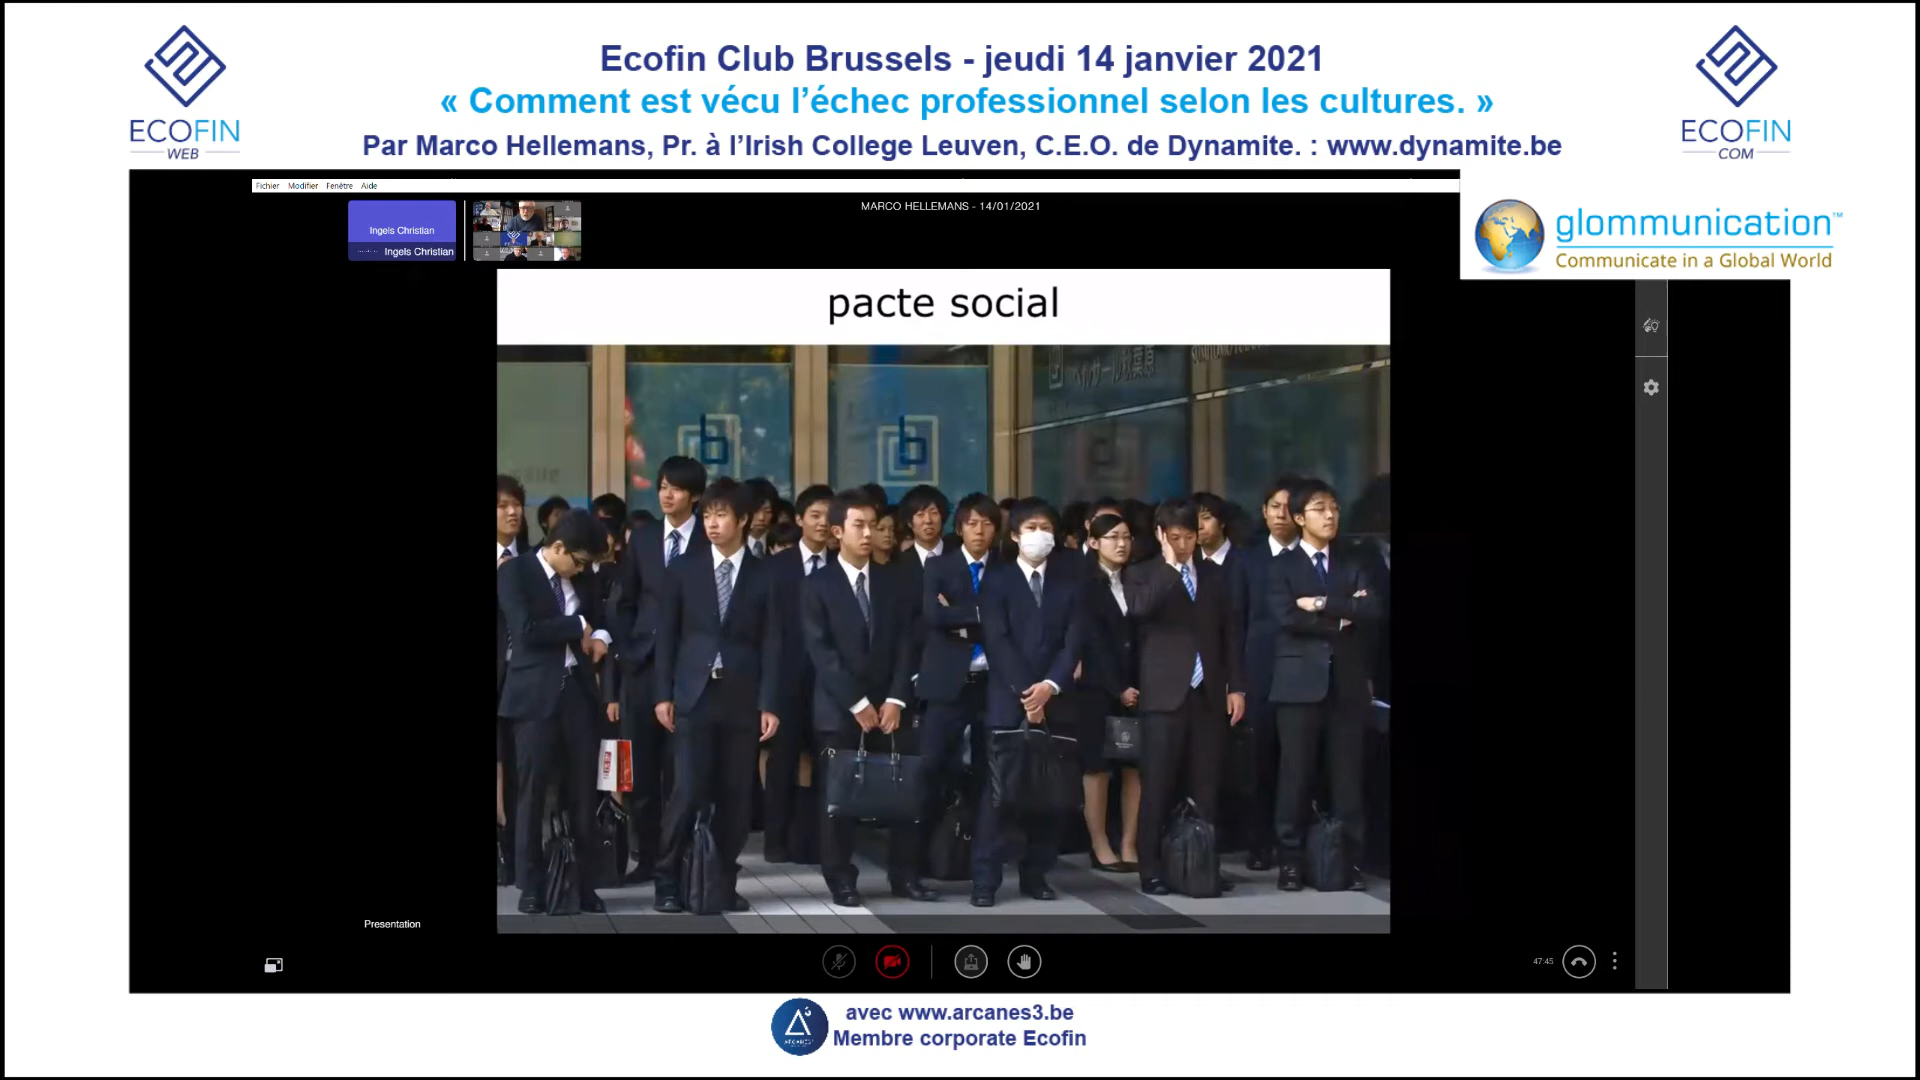 Ecofin Club Brussels - jeudi 14 janvier 2021
« Comment est vécu l’échec professionnel selon les cultures. »
Par Marco Hellemans, Pr. à l’Irish College Leuven, C.E.O. de Dynamite. : www.dynamite.be
ECOFIN
WEB
ECOFIN
COM
Fichier Modifier Fenêtre Aide
MARCO HELLEMANS - 14/01/2021
Ingels Christian
Ingels Christian
glommunication™
Communicate in a Global World
pacte social
b
b
Presentation
47:45
avec www.arcanes3.be
Membre corporate Ecofin